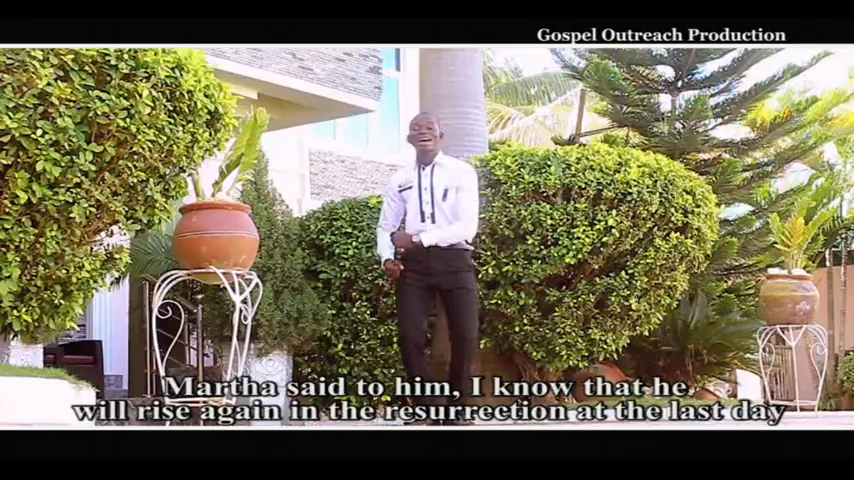 Gospel Outreach Production
Martha said to him, I know that he
will rise again in the resurrection at the last day